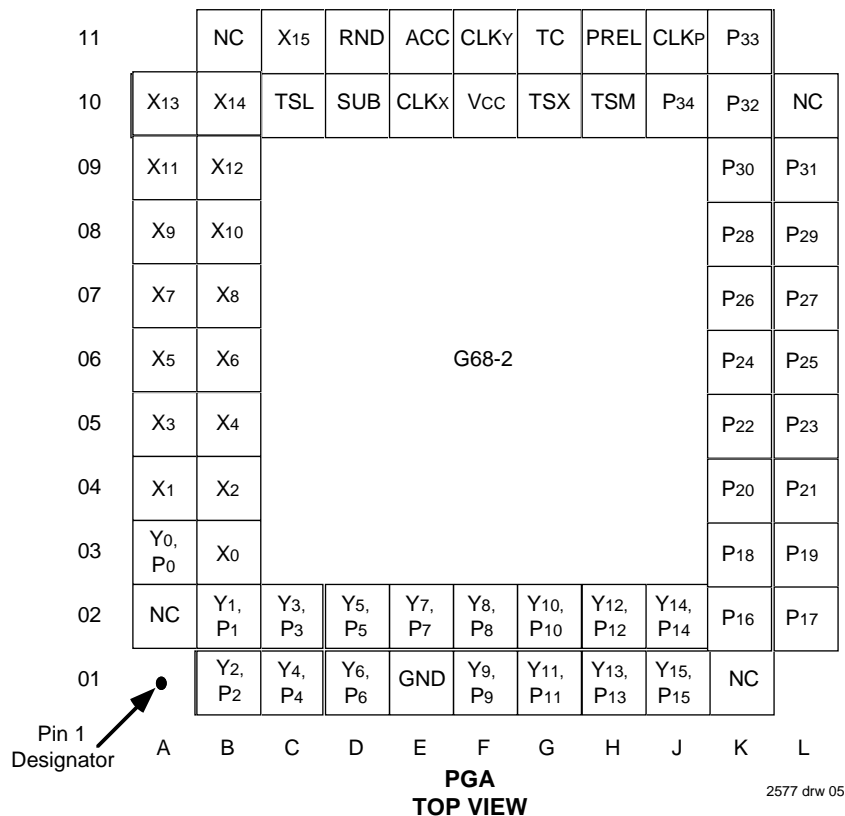 11 NC X15 RND ACC CLKY TC PREL CLKP P33
10 X13 X14 TSL SUB CLKX VCC TSX TSM P34 P32 NC
09 X11 X12 P30 P31
08 X9 X10 P28 P29
07 X7 X8 P26 P27
06 X5 X6 G68-2 P24 P25
05 X3 X4 P22 P23
04 X1 X2 P20 P21
03 Y0, P0 X0 P18 P19
02 NC Y1, P1 Y3, P3 Y5, P5 Y7, P7 Y8, P8 Y10, P10 Y12, P12 Y14, P14 P16 P17
01 Y2, P2 Y4, P4 Y6, P6 GND Y9, P9 Y11, P11 Y13, P13 Y15, P15 NC
Pin 1
Designator
A B C D E F G H J K L
PGA
TOP VIEW
2577 drw 05